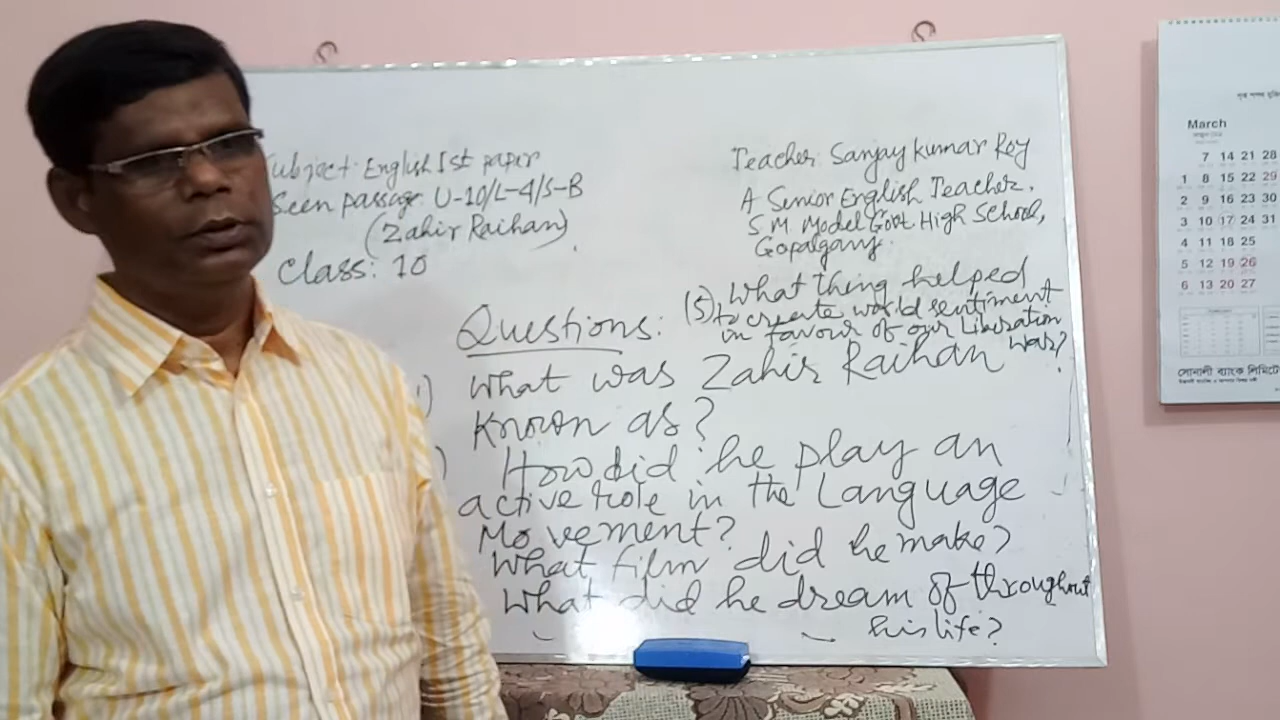 Subject: English 1st paper
Seen passage: U-10/L-4/S-B
(Zahir Raihan)
Class: 10
Teacher: Sanjay kumar Roy
A Senior English Teacher.
S.M. Model Govt. High School,
Gopalganj.
Questions:
(5) What thing helped
to create world sentiment
in favour of our Liberation
war?
1) What was Zahir Raihan
Known as?
) How did he play an
active role in the Language
Movement?
What film did he make?
What did he dream of throughout
his life?
March
7 14 21 28
1 8 15 22 29
2 9 16 23 30
3 10 17 24 31
4 11 18 25
5 12 19 26
6 13 20 27
সোনালী ব্যাংক লিমিটে